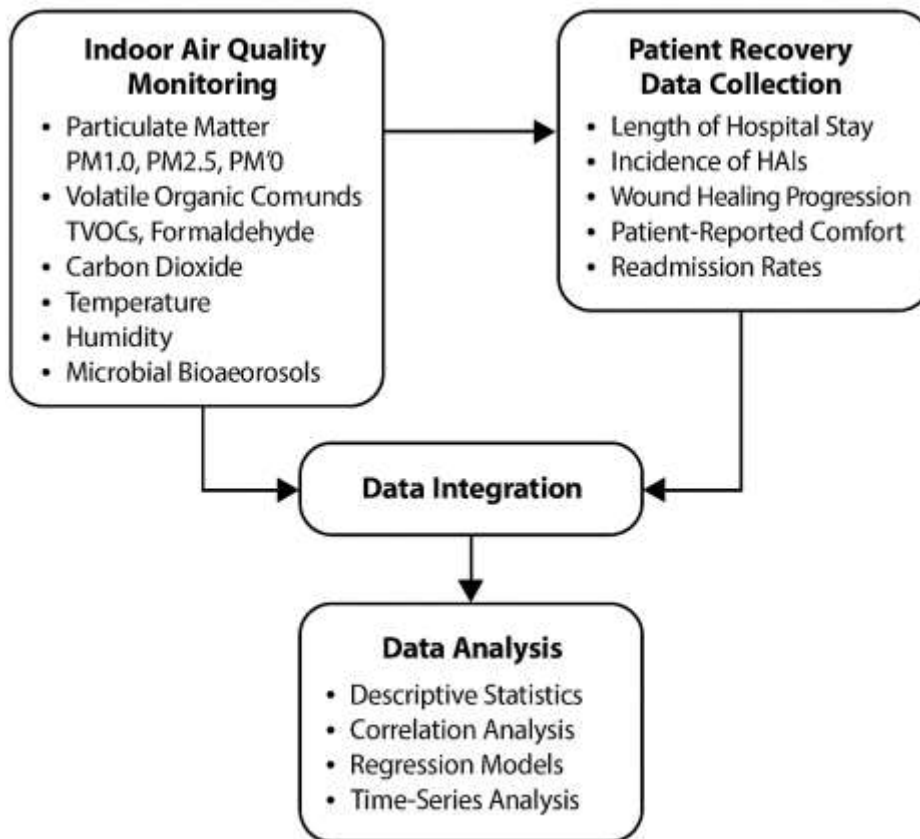 Indoor Air Quality
Monitoring
• Particulate Matter
PM1.0, PM2.5, PM'0
• Volatile Organic Comunds
TVOCs, Formaldehyde
• Carbon Dioxide
• Temperature
• Humidity
• Microbial Bioaeorosols
Patient Recovery
Data Collection
• Length of Hospital Stay
• Incidence of HAIs
• Wound Healing Progression
• Patient-Reported Comfort
• Readmission Rates
Data Integration
Data Analysis
• Descriptive Statistics
• Correlation Analysis
• Regression Models
• Time-Series Analysis